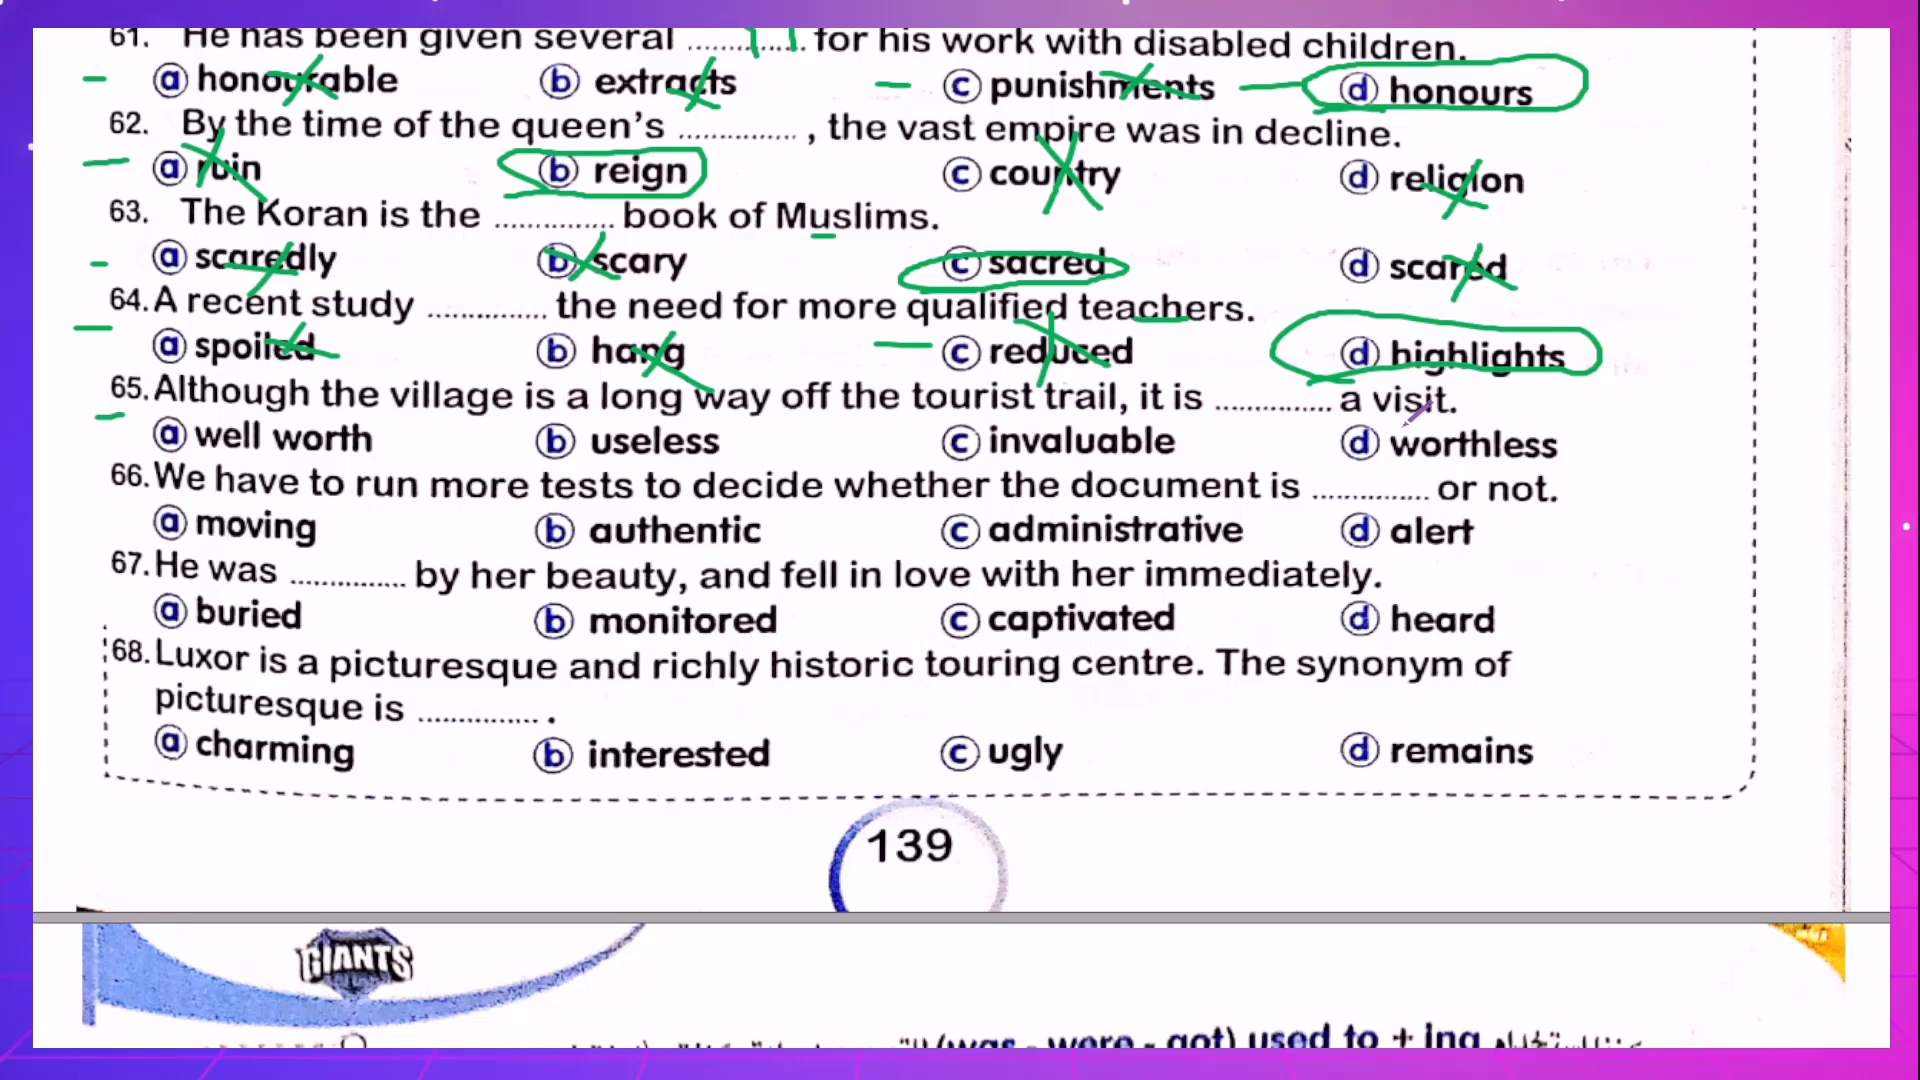 61. He has been given several .............. for his work with disabled children.
a honourable b extracts c punishments d honours
62. By the time of the queen's .............. , the vast empire was in decline.
a ruin b reign c country d religion
63. The Koran is the .............. book of Muslims.
a scaredly b scary c sacred d scared
64. A recent study .............. the need for more qualified teachers.
a spoiled b hang c reduced d highlights
65. Although the village is a long way off the tourist trail, it is .............. a visit.
a well worth b useless c invaluable d worthless
66. We have to run more tests to decide whether the document is .............. or not.
a moving b authentic c administrative d alert
67. He was .............. by her beauty, and fell in love with her immediately.
a buried b monitored c captivated d heard
68. Luxor is a picturesque and richly historic touring centre. The synonym of
picturesque is .............. .
a charming b interested c ugly d remains
139
GIANTS
(was - were - got) used to + ing